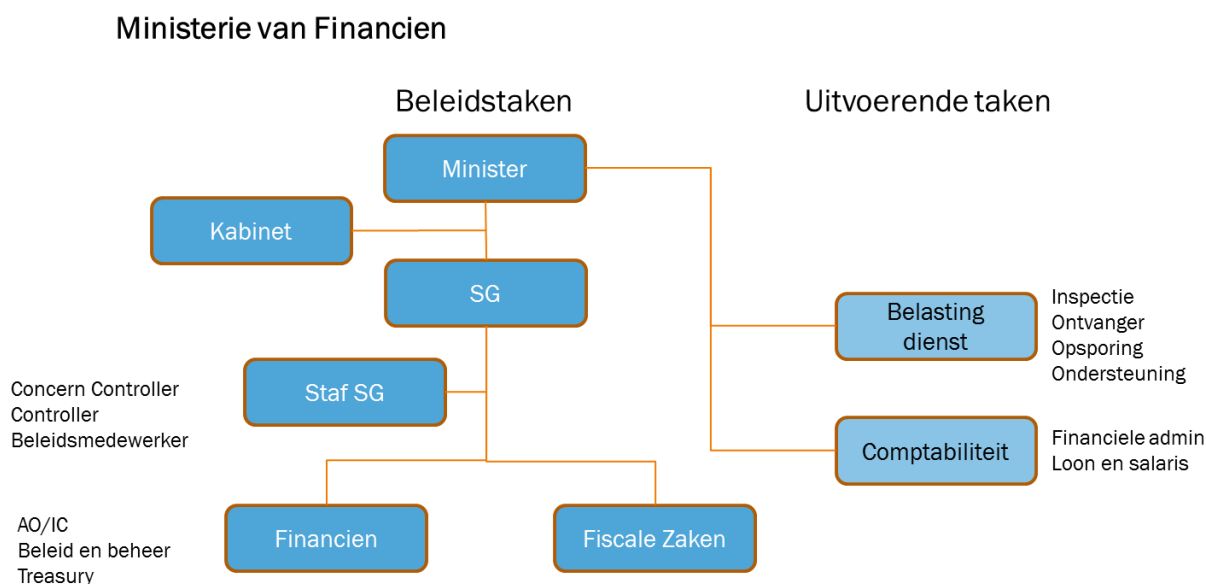 Ministerie van Financien
Beleidstaken
Uitvoerende taken
Minister
Kabinet
SG
Belasting
dienst
Inspectie
Ontvanger
Opsporing
Ondersteuning
Staf SG
Concern Controller
Controller
Beleidsmedewerker
Comptabiliteit
Financiele admin
Loon en salaris
Financien
Fiscale Zaken
AO/IC
Beleid en beheer
Treasury